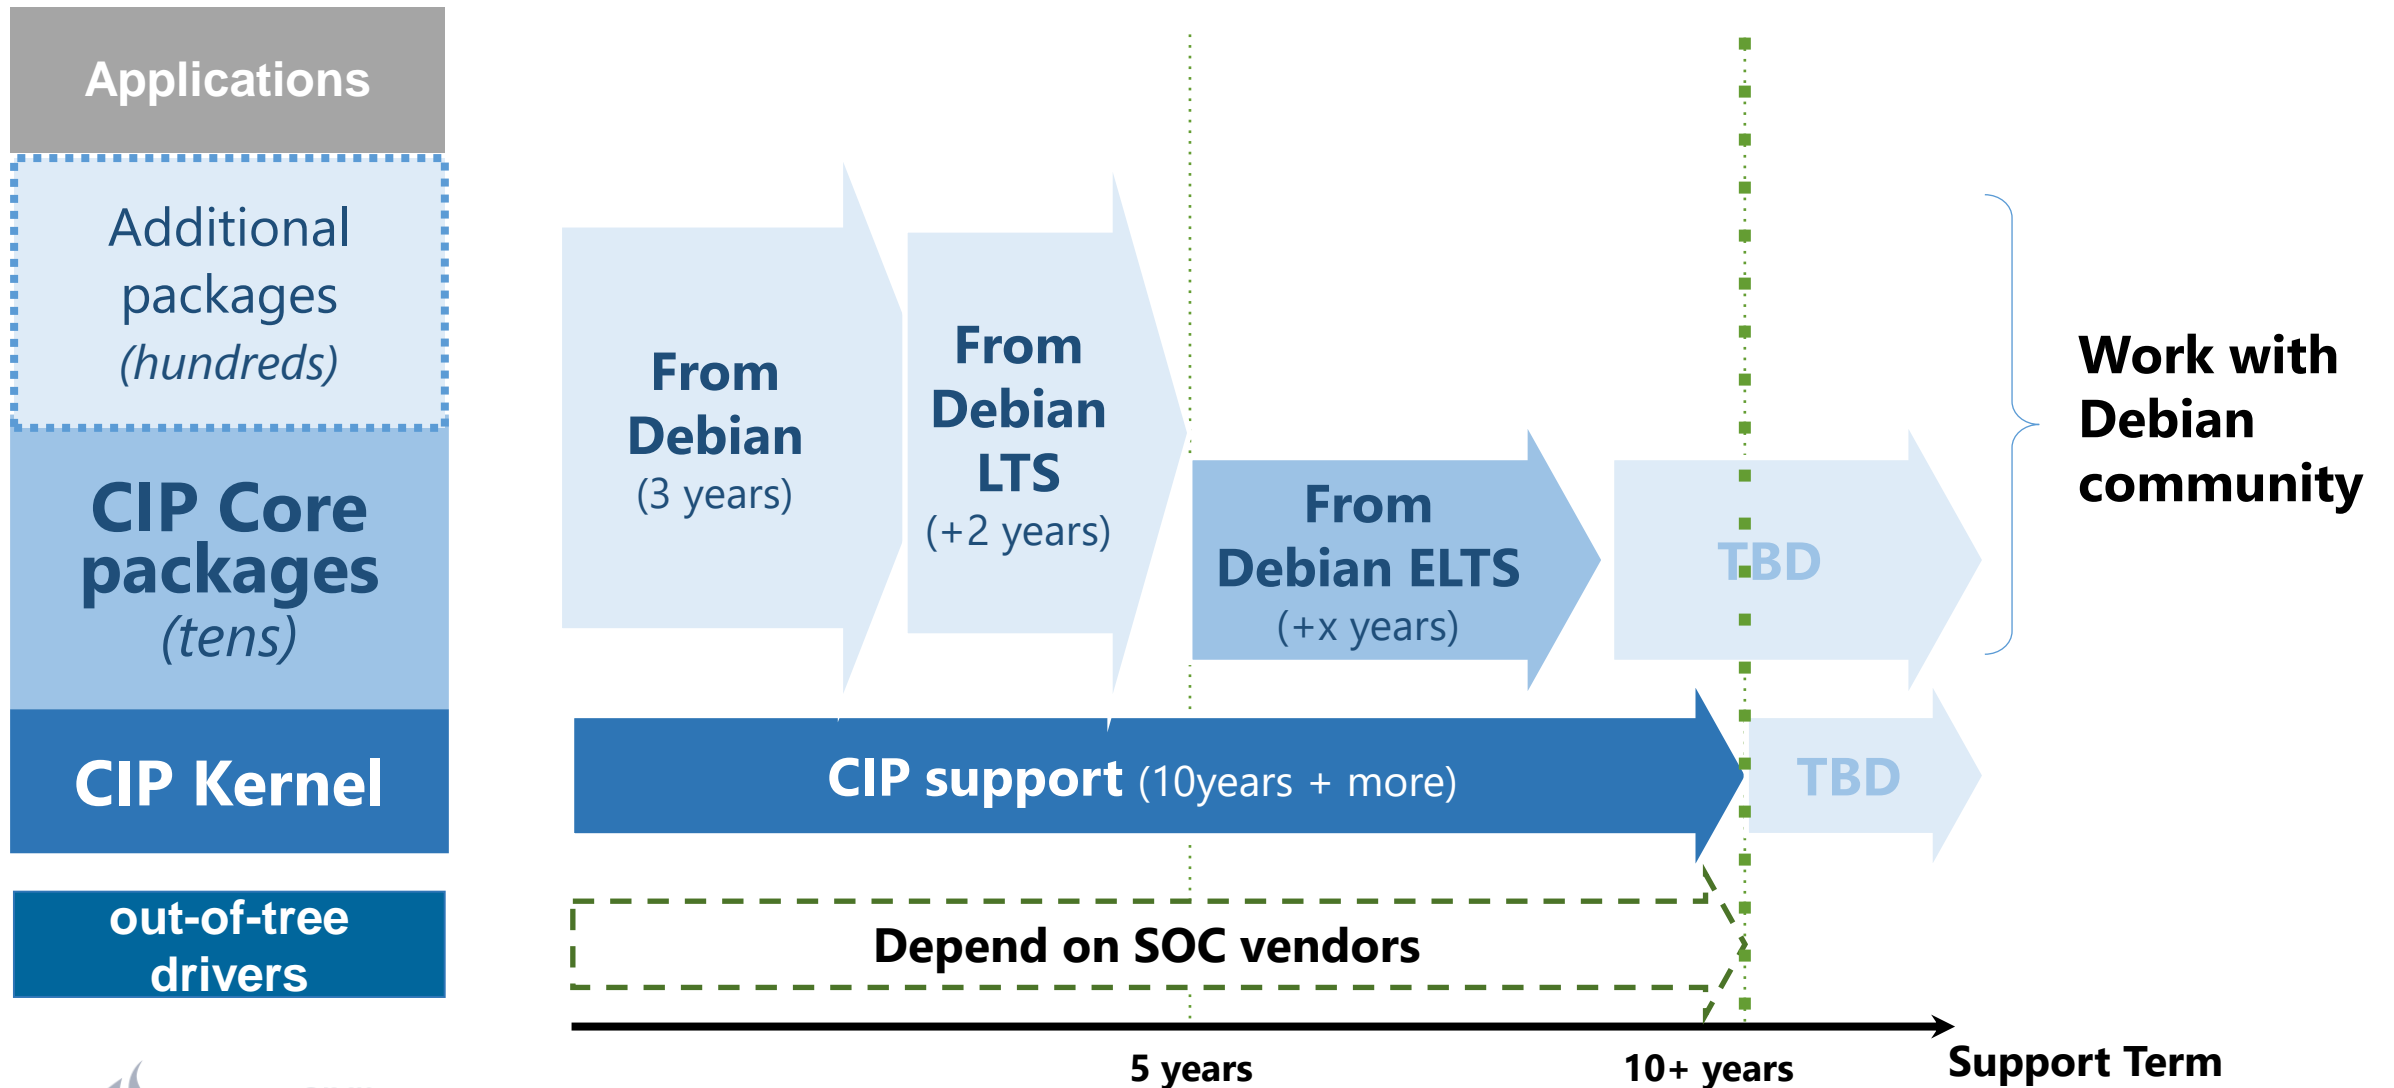 Applications
Additional
packages
(hundreds)
CIP Core
packages
(tens)
CIP Kernel
out-of-tree
drivers
From
Debian
(3 years)
From
Debian
LTS
(+2 years)
From
Debian ELTS
(+x years)
TBD
Work with
Debian
community
CIP support (10years + more)
TBD
Depend on SOC vendors
5 years
10+ years
Support Term